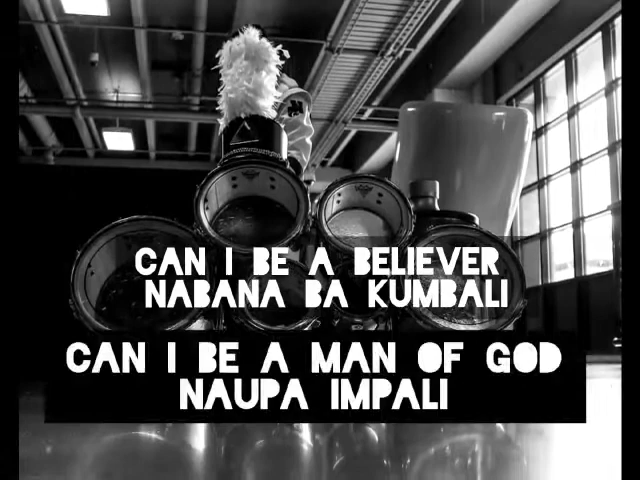 CAN I BE A BELIEVER
NABANA BA KUMBALI
CAN I BE A MAN OF GOD
NAUPA IMPALI